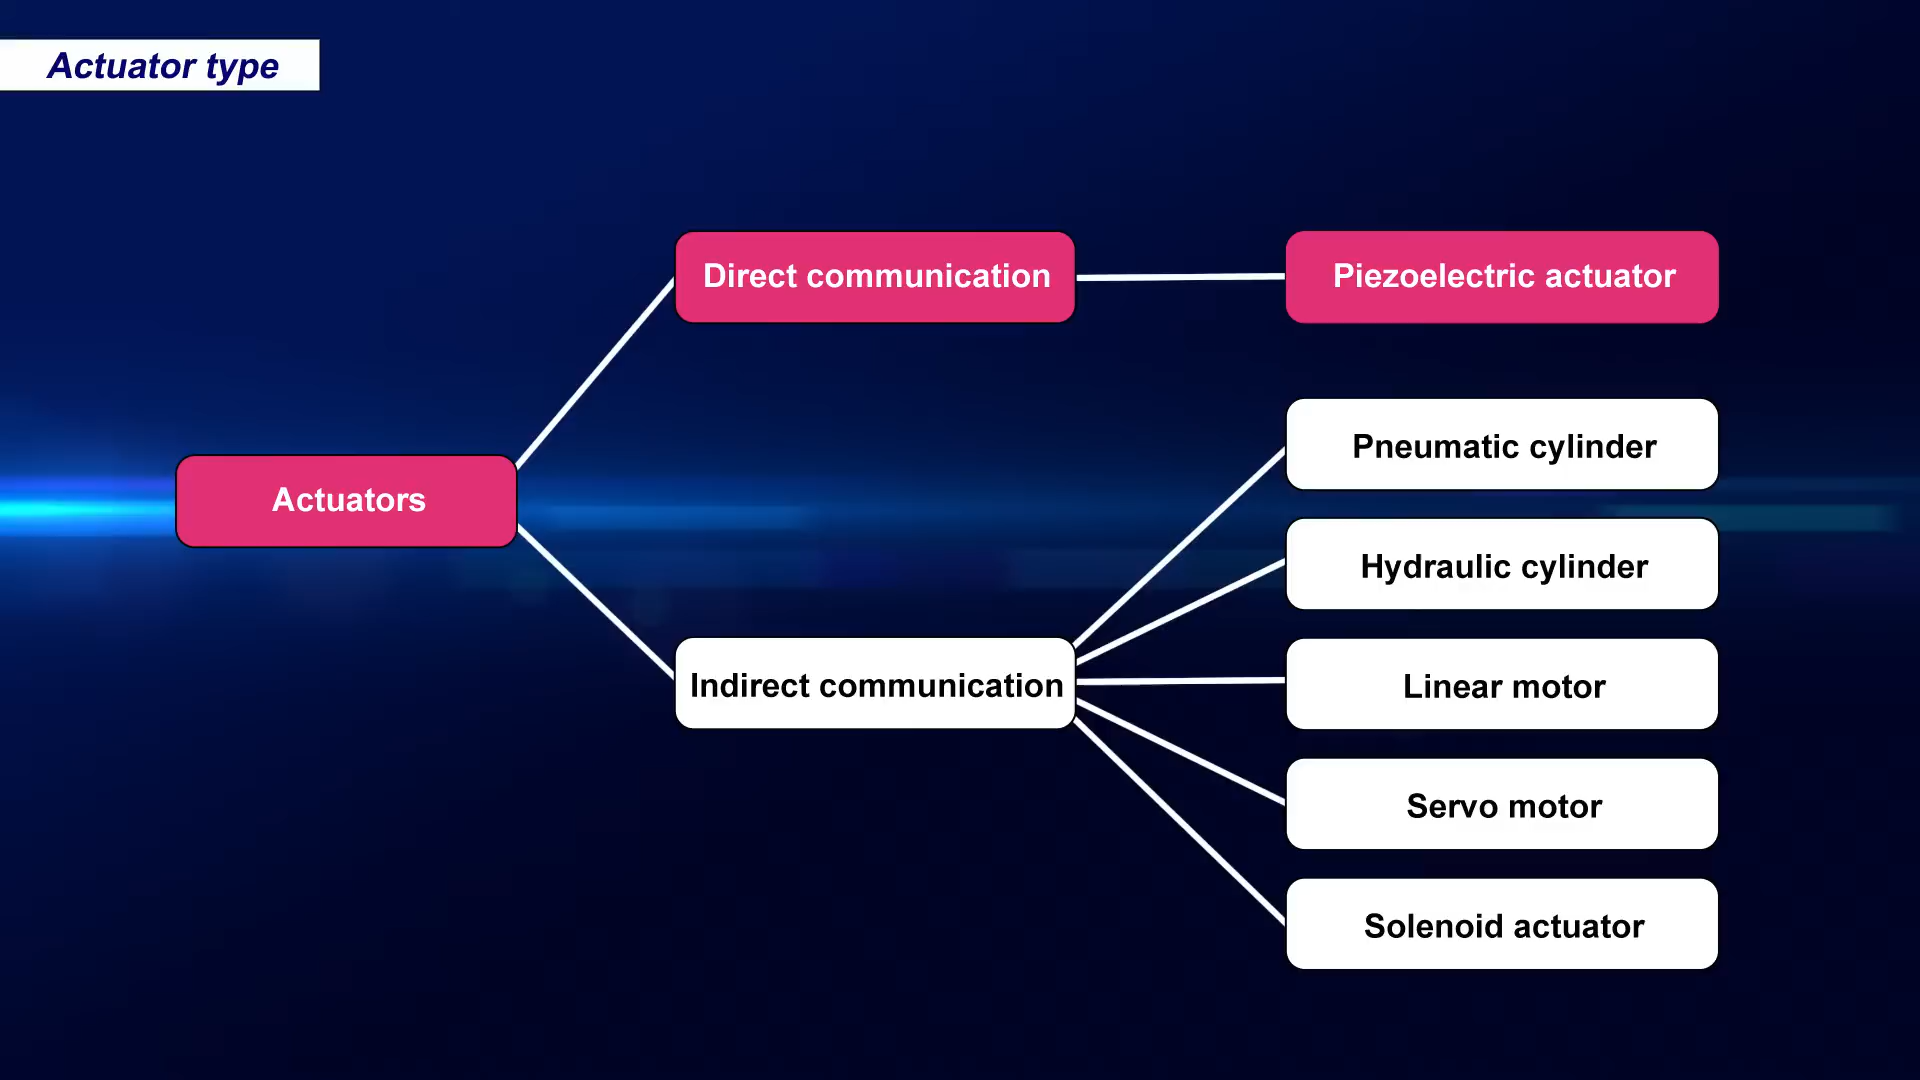 Actuator type
Direct communication
Piezoelectric actuator
Pneumatic cylinder
Actuators
Hydraulic cylinder
Indirect communication
Linear motor
Servo motor
Solenoid actuator